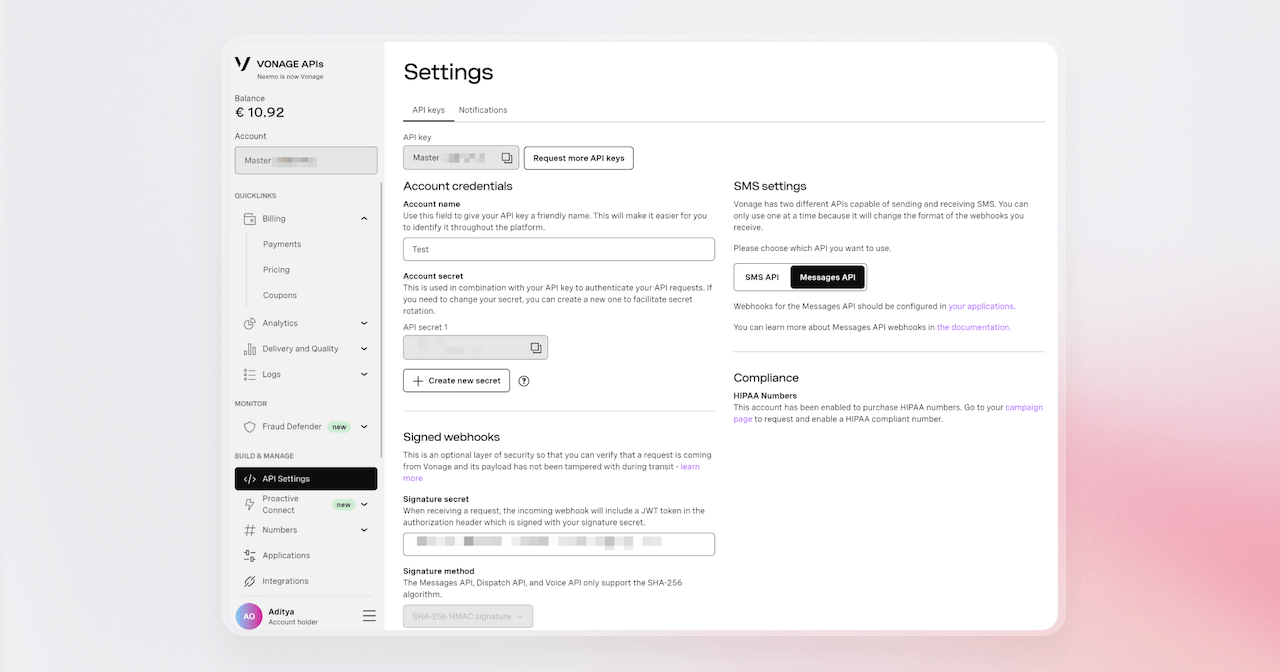 VONAGE APIs
Nexmo is now Vonage
Balance
€ 10.92
Account
Master
QUICKLINKS
Billing
Payments
Pricing
Coupons
Analytics
Delivery and Quality
Logs
MONITOR
Fraud Defender new
BUILD & MANAGE
</> API Settings
Proactive
Connect new
Numbers
Applications
Integrations
AO
Aditya
Account holder
Settings
API keys Notifications
API key
Master
Request more API keys
Account credentials
Account name
Use this field to give your API key a friendly name. This will make it easier for you
to identify it throughout the platform.
Test
Account secret
This is used in combination with your API key to authenticate your API requests. If
you need to change your secret, you can create a new one to facilitate secret
rotation.
API secret 1
Create new secret ?
Signed webhooks
This is an optional layer of security so that you can verify that a request is coming
from Vonage and its payload has not been tampered with during transit - learn
more
Signature secret
When receiving a request, the incoming webhook will include a JWT token in the
authorization header which is signed with your signature secret.
Signature method
The Messages API, Dispatch API, and Voice API only support the SHA-256
algorithm.
SHA-256 HMAC signature
SMS settings
Vonage has two different APIs capable of sending and receiving SMS. You can
only use one at a time because it will change the format of the webhooks you
receive.
Please choose which API you want to use.
SMS API Messages API
Webhooks for the Messages API should be configured in your applications.
You can learn more about Messages API webhooks in the documentation.
Compliance
HIPAA Numbers
This account has been enabled to purchase HIPAA numbers. Go to your campaign
page to request and enable a HIPAA compliant number.